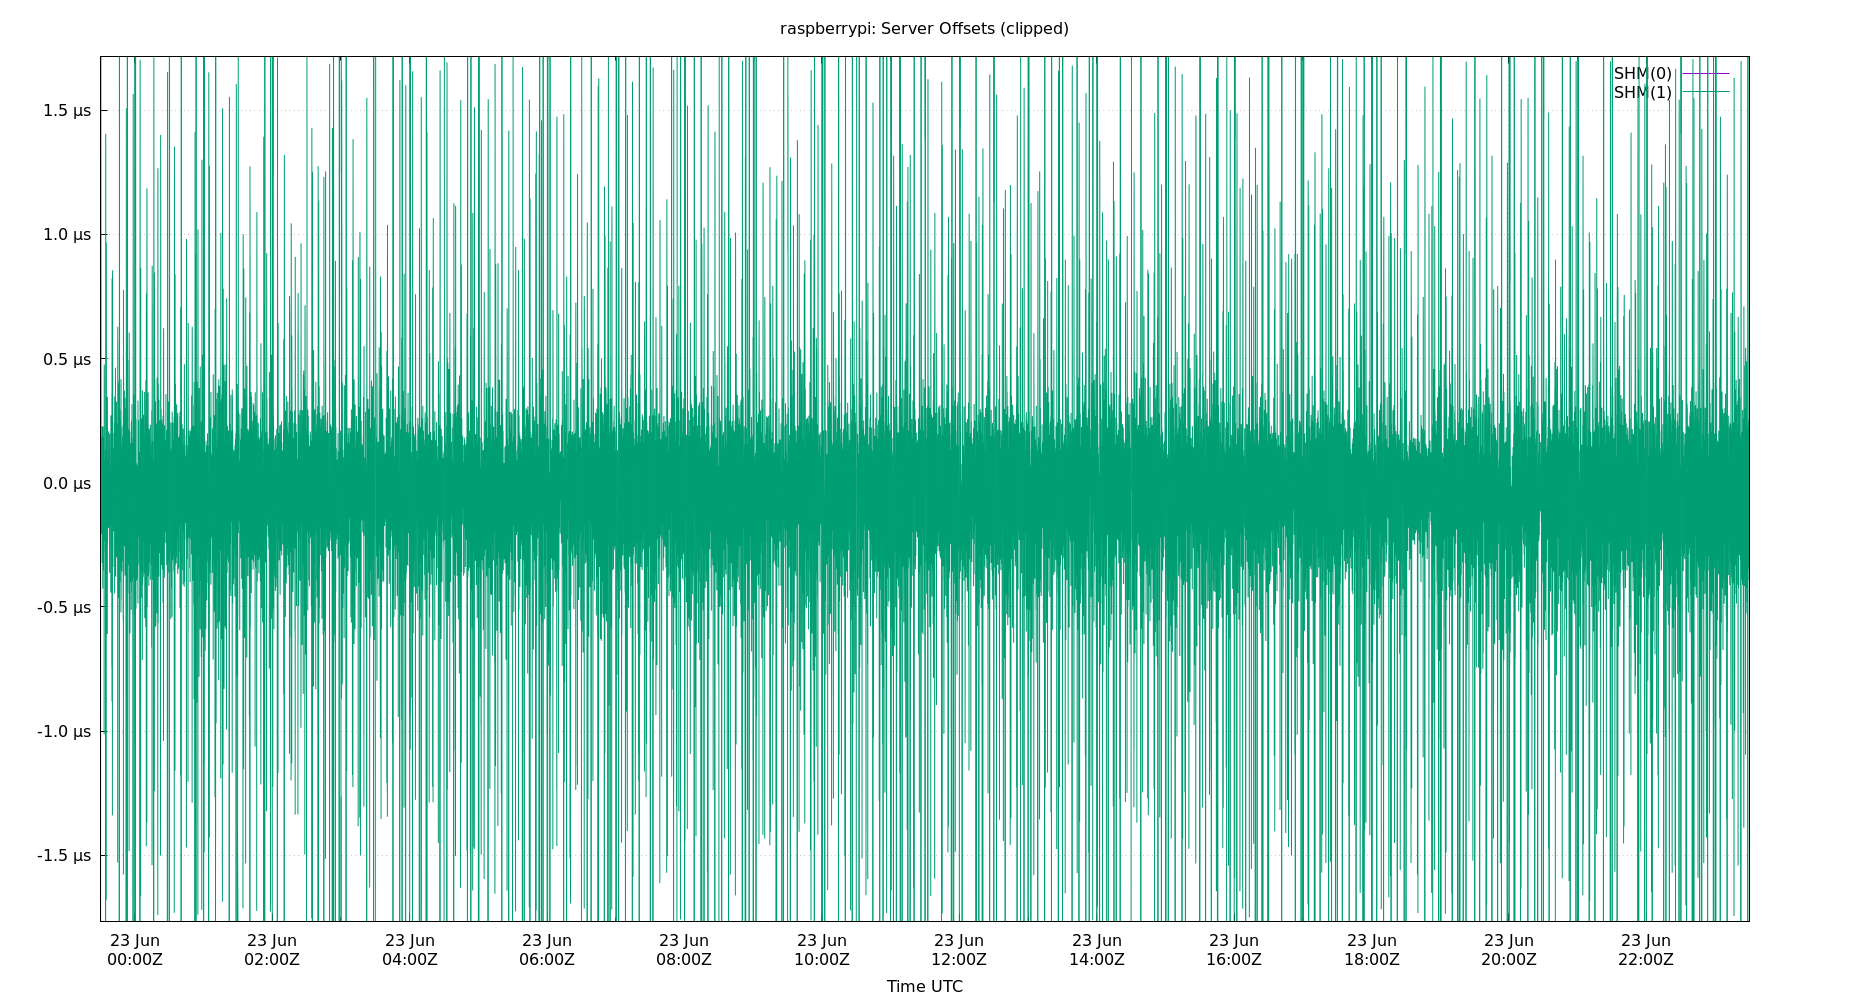 raspberrypi: Server Offsets (clipped)
SHM(0)
SHM(1)
1.5 µs
1.0 µs
0.5 µs
0.0 µs
-0.5 µs
-1.0 µs
-1.5 µs
23 Jun 23 Jun 23 Jun 23 Jun 23 Jun 23 Jun 23 Jun 23 Jun 23 Jun 23 Jun 23 Jun 23 Jun
00:00Z 02:00Z 04:00Z 06:00Z 08:00Z 10:00Z 12:00Z 14:00Z 16:00Z 18:00Z 20:00Z 22:00Z
Time UTC